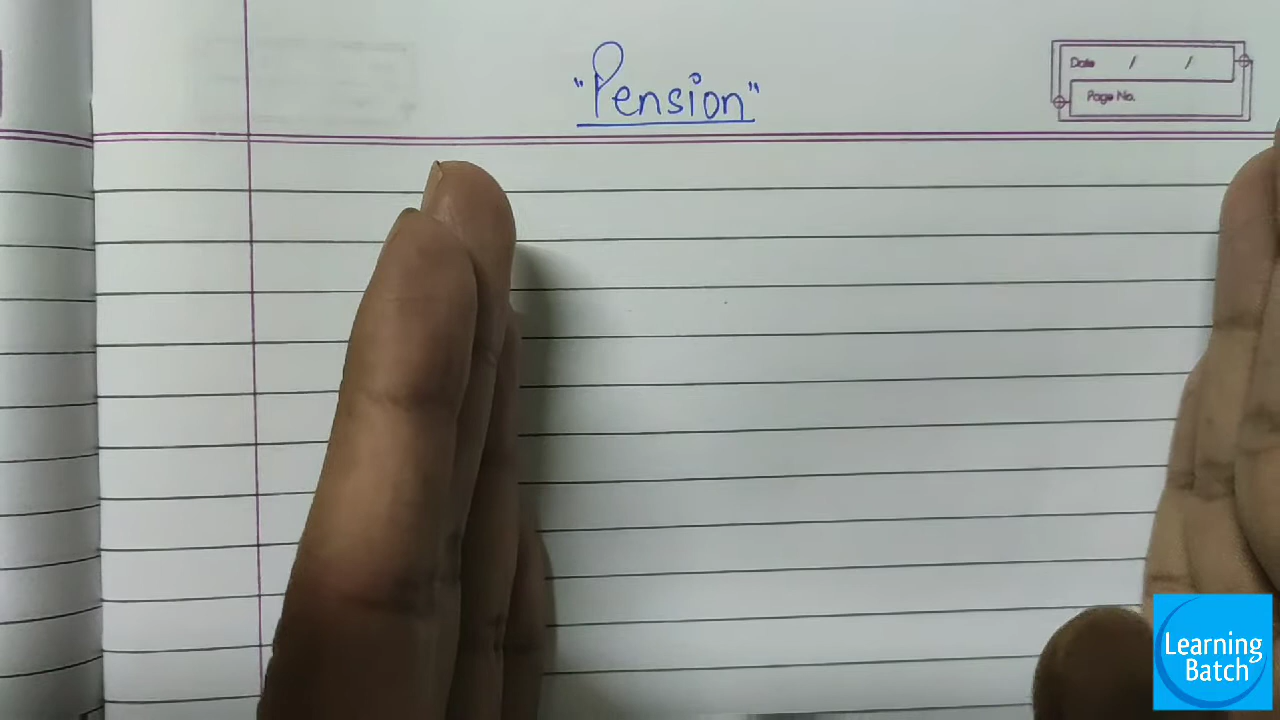 "Pension"
Date / /
Page No.
Learning
Batch